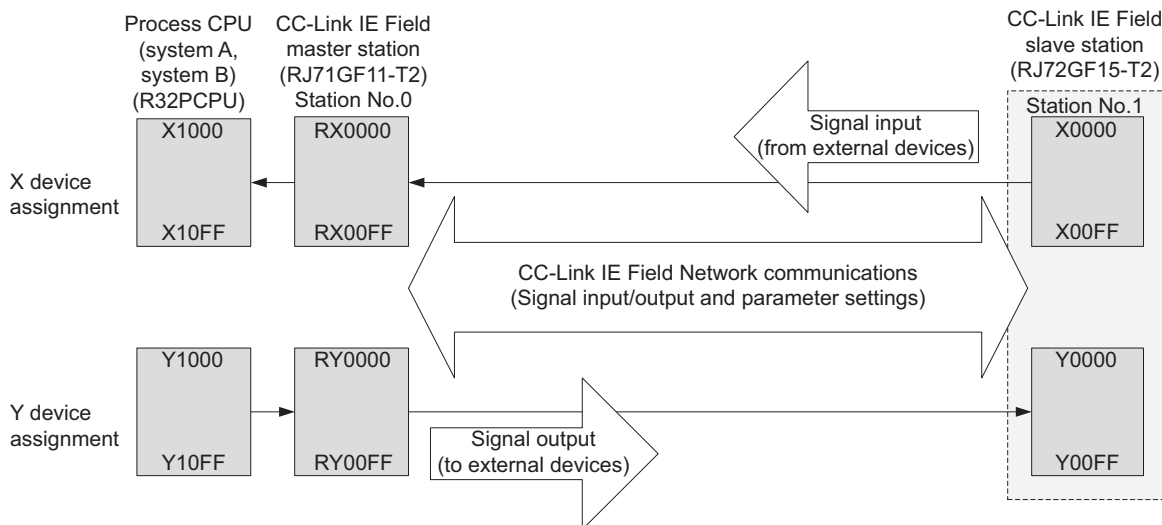 Process CPU
(system A,
system B)
(R32PCPU)
CC-Link IE Field
master station
(RJ71GF11-T2)
Station No.0
CC-Link IE Field
slave station
(RJ72GF15-T2)
Station No.1
X device
assignment
X1000
X10FF
RX0000
RX00FF
Signal input
(from external devices)
X0000
X00FF
CC-Link IE Field Network communications
(Signal input/output and parameter settings)
Y device
assignment
Y1000
Y10FF
RY0000
RY00FF
Signal output
(to external devices)
Y0000
Y00FF